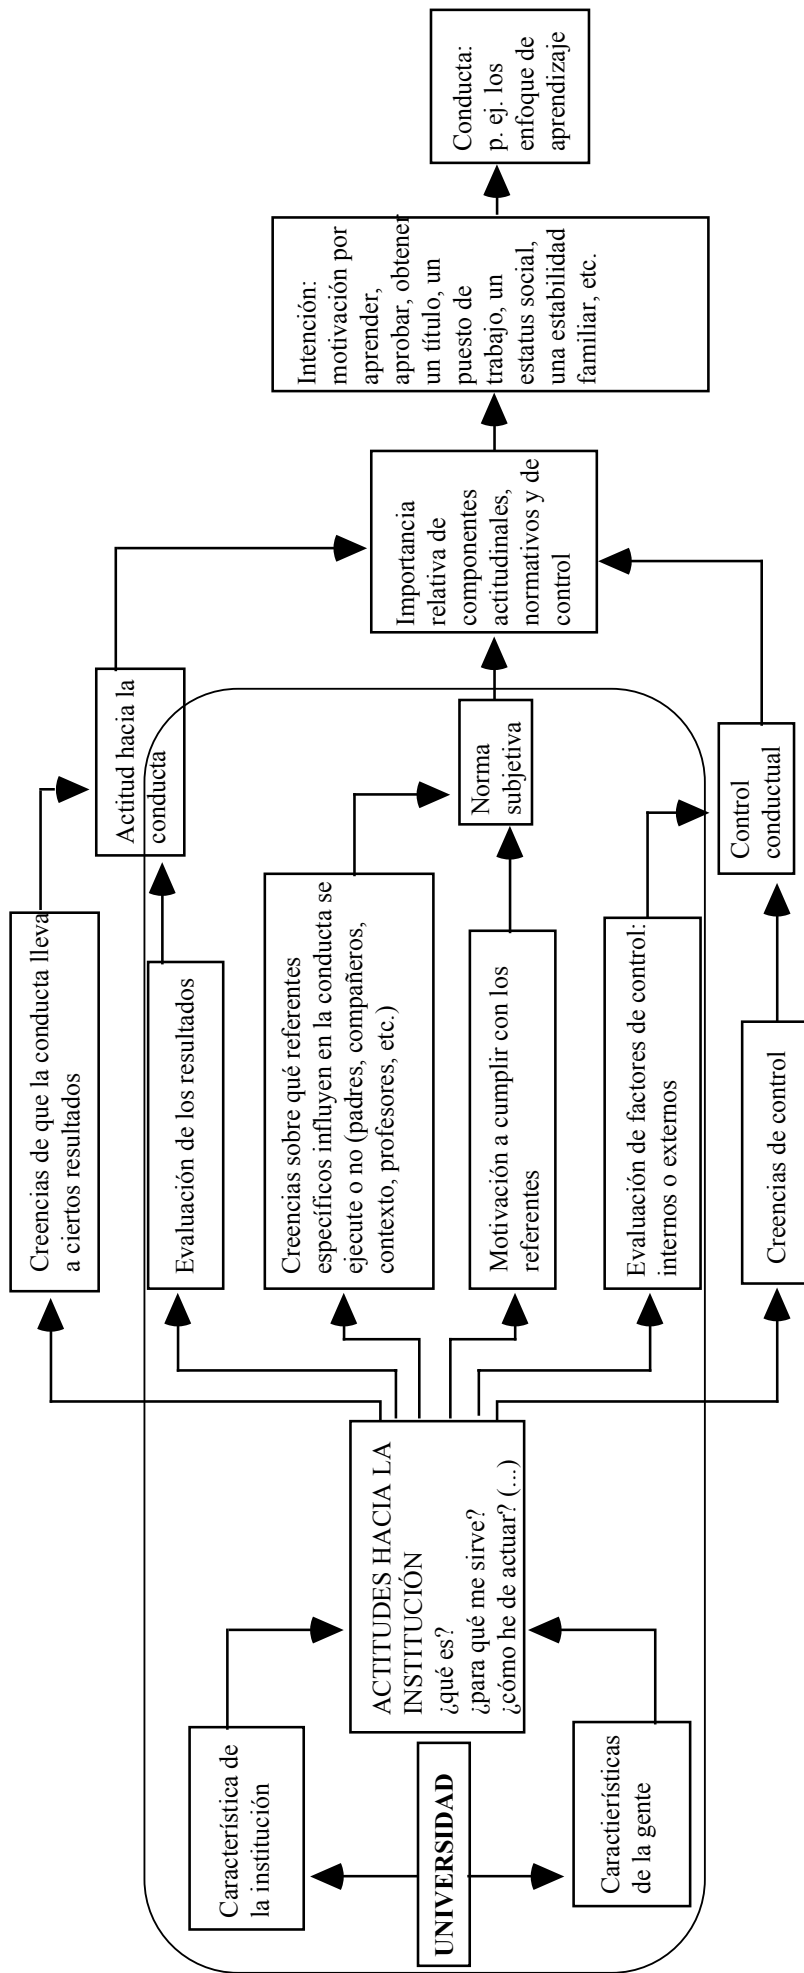 UNIVERSIDAD
Característica de
la institución
Caractierísticas
de la gente
ACTITUDES HACIA LA
INSTITUCIÓN
¿qué es?
¿para qué me sirve?
¿cómo he de actuar? (...)
Creencias de que la conducta lleva
a ciertos resultados
Evaluación de los resultados
Creencias sobre qué referentes
específicos influyen en la conducta se
ejecute o no (padres, compañeros,
contexto, profesores, etc.)
Motivación a cumplir con los
referentes
Evaluación de factores de control:
internos o externos
Creencias de control
Actitud hacia la
conducta
Norma
subjetiva
Control
conductual
Importancia
relativa de
componentes
actitudinales,
normativos y de
control
Intención:
motivación por
aprender,
aprobar, obtener
un título, un
puesto de
trabajo, un
estatus social,
una estabilidad
familiar, etc.
Conducta:
p. ej. los
enfoque de
aprendizaje